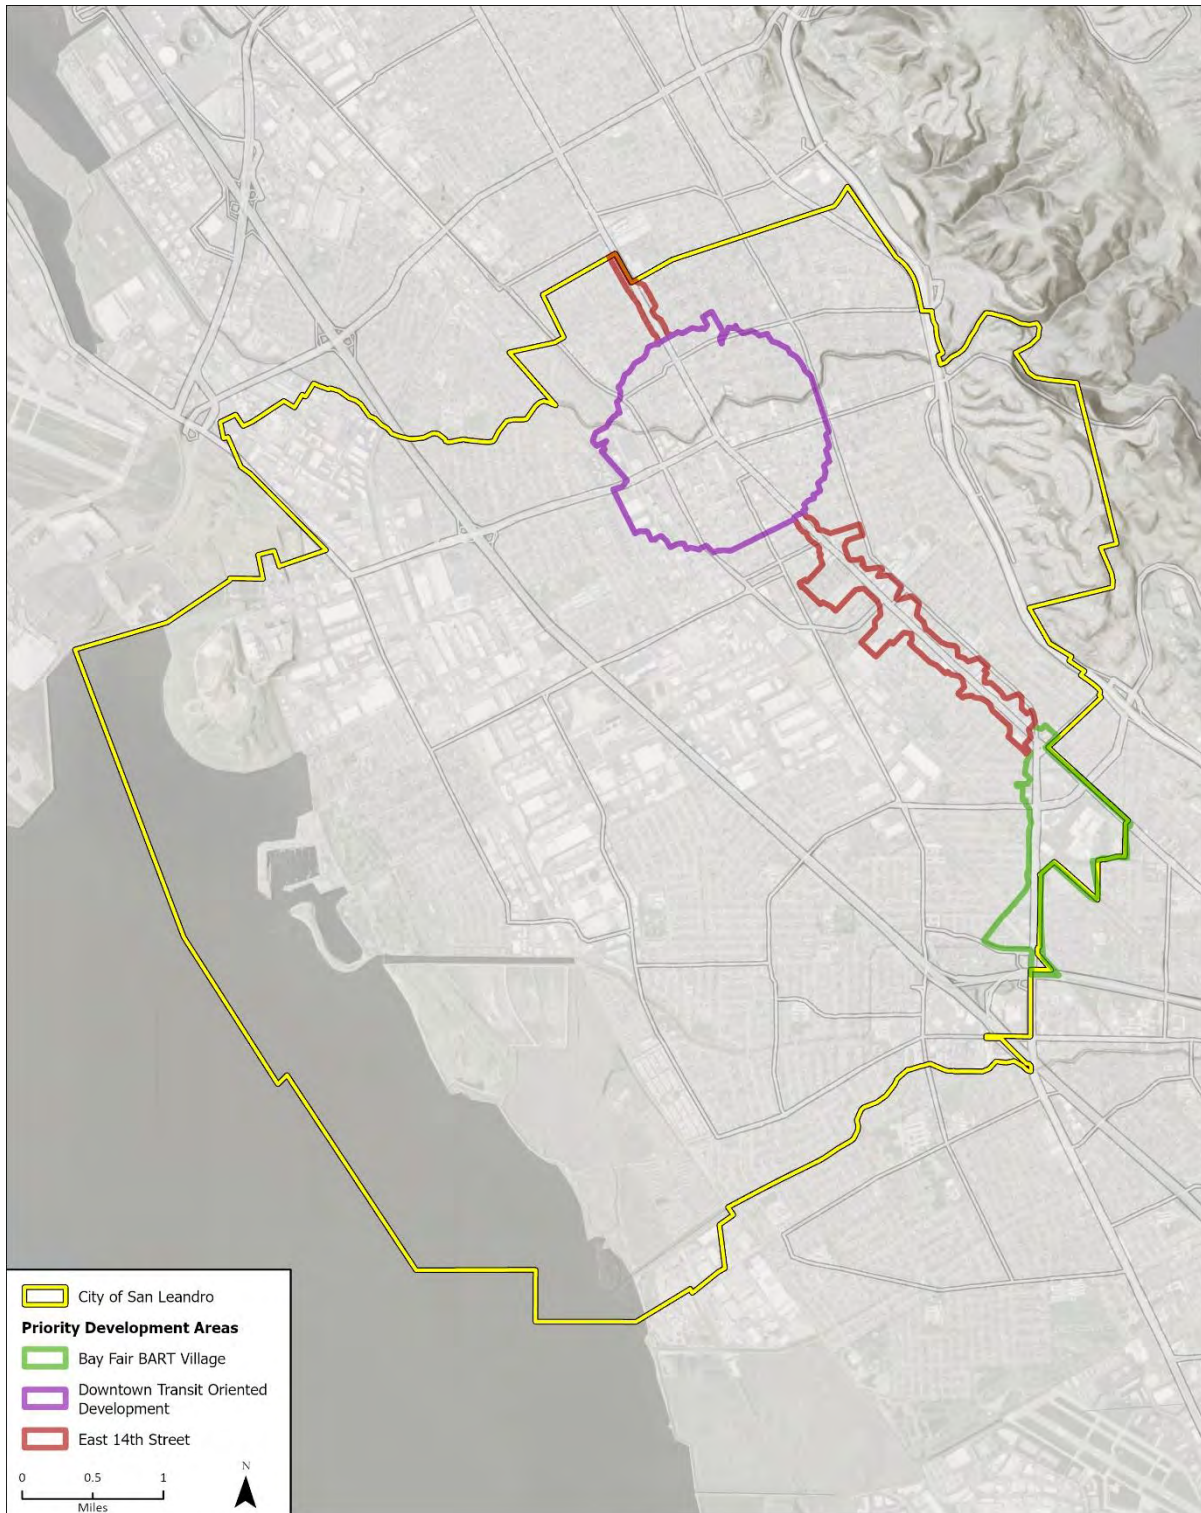 City of San Leandro
Priority Development Areas
Bay Fair BART Village
Downtown Transit Oriented
Development
East 14th Street
N
0 0.5 1
Miles